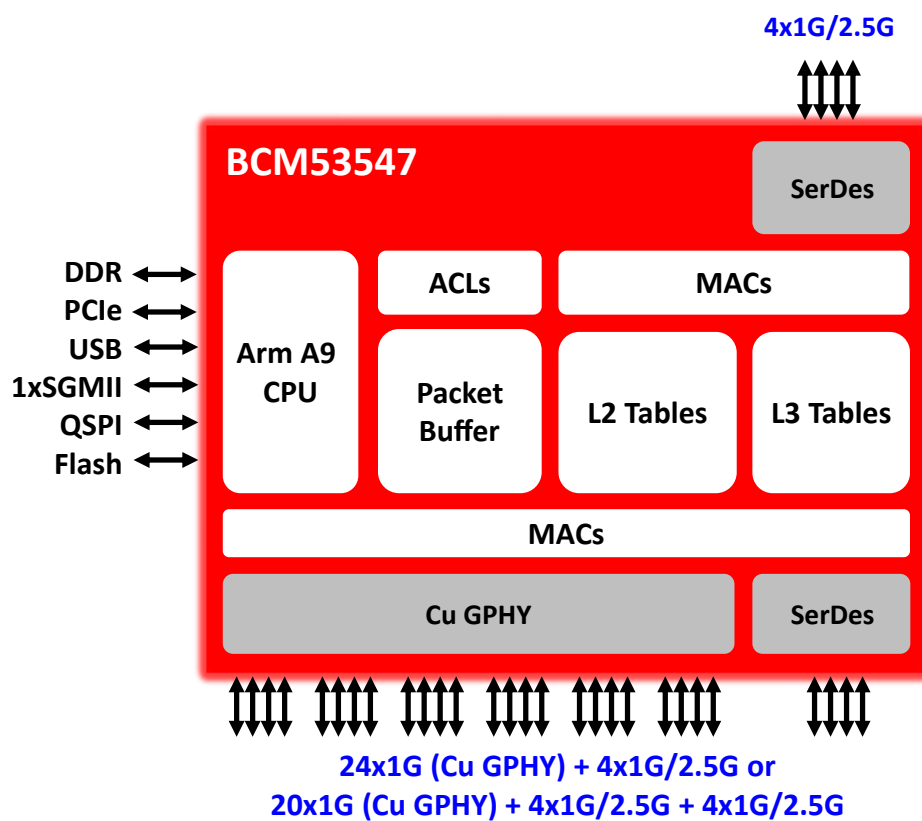 4x1G/2.5G
BCM53547
SerDes
DDR
PCIe
USB
1xSGMII
QSPI
Flash
Arm A9
CPU
ACLs
MACs
Packet
Buffer
L2 Tables
L3 Tables
MACs
Cu GPHY
SerDes
24x1G (Cu GPHY) + 4x1G/2.5G or
20x1G (Cu GPHY) + 4x1G/2.5G + 4x1G/2.5G